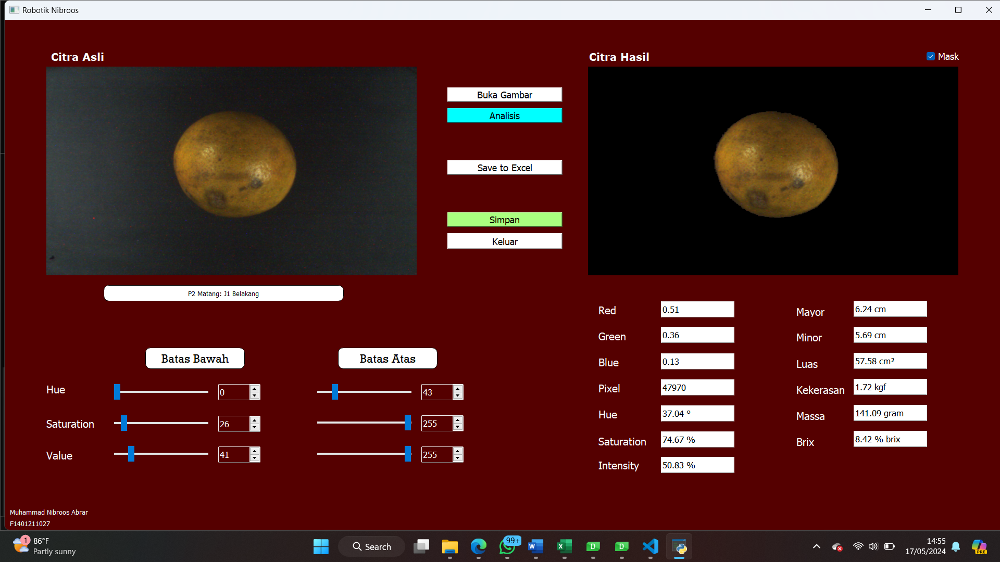 Robotik Nibroos
Citra Asli
Citra Hasil
Mask
Buka Gambar
Analisis
Save to Excel
Simpan
Keluar
P2 Matang: J1 Belakang
Batas Bawah
Batas Atas
Hue
0
43
Saturation
26
255
Value
41
255
Red
0.51
Green
0.36
Blue
0.13
Pixel
47970
Hue
37.04 °
Saturation
74.67 %
Intensity
50.83 %
Mayor
6.24 cm
Minor
5.69 cm
Luas
57.58 cm²
Kekerasan
1.72 kgf
Massa
141.09 gram
Brix
8.42 % brix
Muhammad Nibroos Abrar
F1401211027
1
86°F
Partly sunny
Search
99+
W
X
D
D
14:55
17/05/2024
PRE